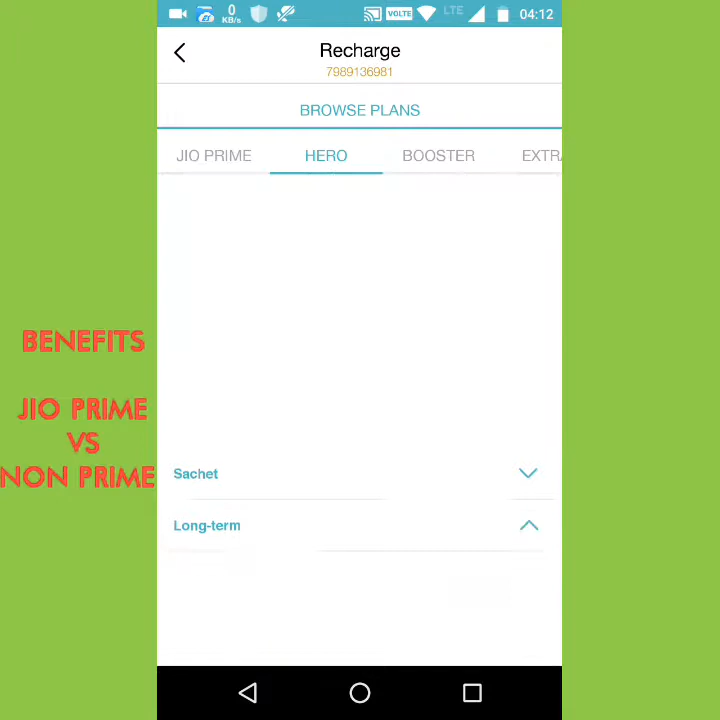 0
KB/s
VOLTE
LTE
04:12
Recharge
7989136981
BROWSE PLANS
JIO PRIME
HERO
BOOSTER
EXTRA
BENEFITS
JIO PRIME
VS
NON PRIME
Sachet
Long-term